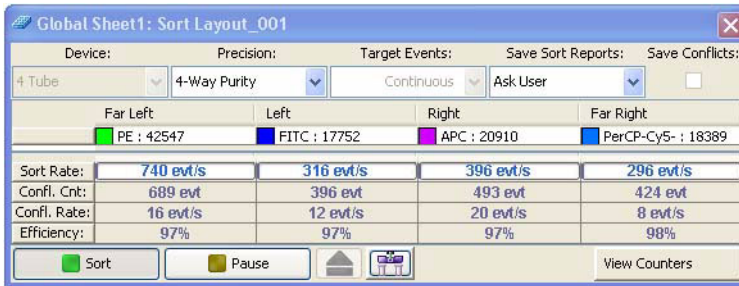 Global Sheet1: Sort Layout_001
Device: Precision: Target Events: Save Sort Reports: Save Conflicts:
4 Tube 4-Way Purity Continuous Ask User
Far Left Left Right Far Right
PE : 42547 FITC : 17752 APC : 20910 PerCP-Cy5- : 18389
Sort Rate: 740 evt/s 316 evt/s 396 evt/s 296 evt/s
Confl. Cnt: 689 evt 396 evt 493 evt 424 evt
Confl. Rate: 16 evt/s 12 evt/s 20 evt/s 8 evt/s
Efficiency: 97% 97% 97% 98%
Sort Pause View Counters